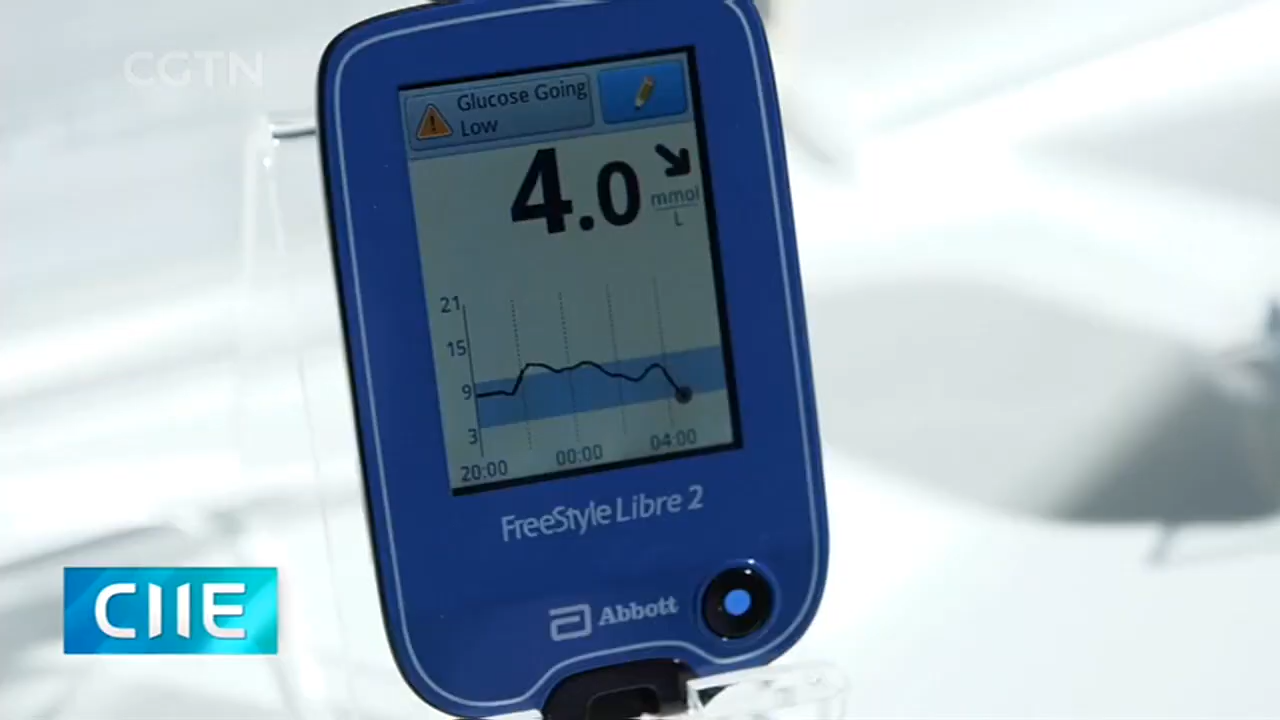 CGTN
Glucose Going
Low
4.0
mmol
L
21
15
9
3
20:00
00:00
04:00
FreeStyle Libre 2
Abbott
CIIE